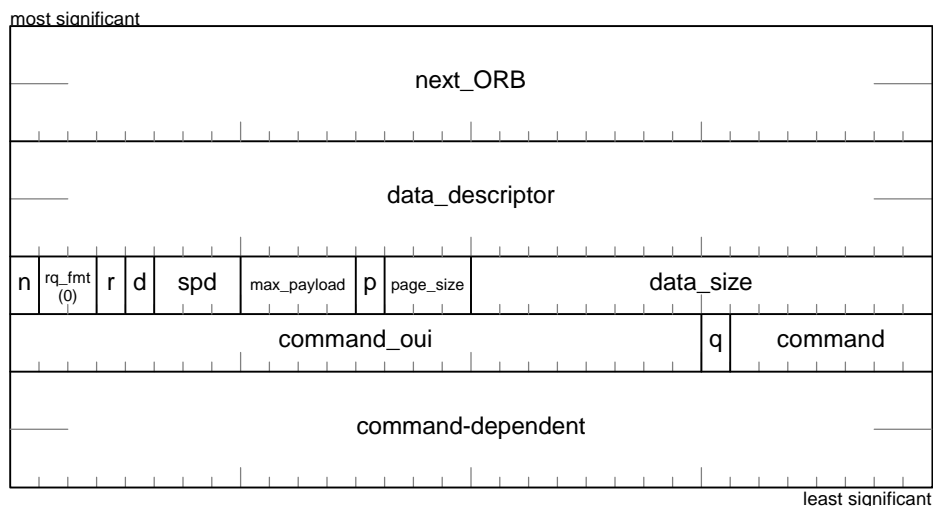 most significant
next_ORB
data_descriptor
n rq_fmt (0) r d spd max_payload p page_size data_size
command_oui q command
command-dependent
least significant